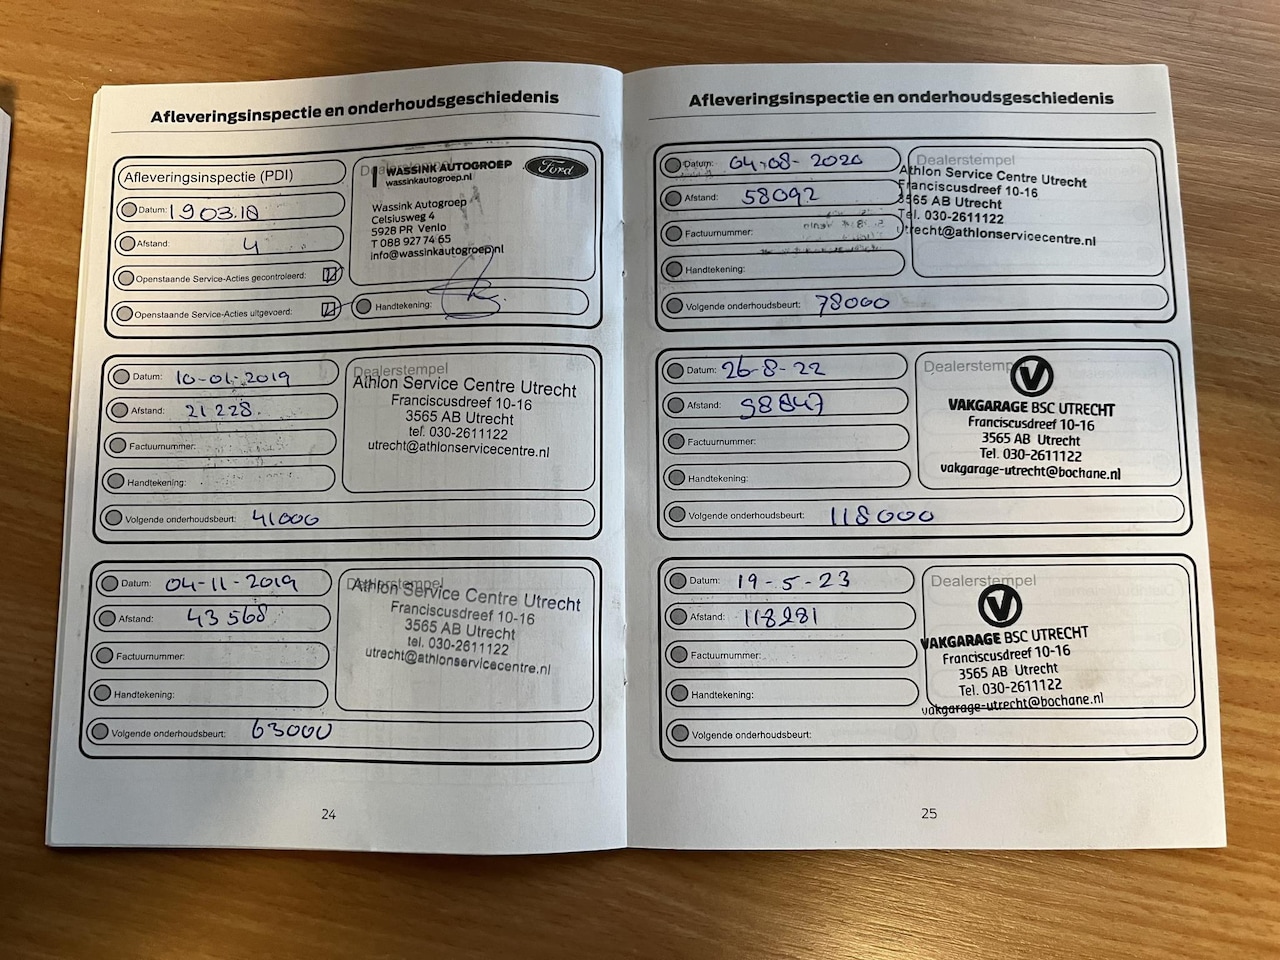 Afleveringsinspectie en onderhoudsgeschiedenis
Afleveringsinspectie (PDI)
Datum: 19 03.18
Afstand: 4
Openstaande Service-Acties gecontroleerd:
Openstaande Service-Acties uitgevoerd:
Dealerstempel
WASSINK AUTOGROEP
wassinkautogroep.nl
Ford
Wassink Autogroep
Celsiusweg 4
5928 PR Venlo
T 088 927 74 65
info@wassinkautogroep.nl
Handtekening:
Datum: 10-01-2019
Afstand: 21 228
Factuurnummer:
Handtekening:
Volgende onderhoudsbeurt: 41000
Dealerstempel
Athlon Service Centre Utrecht
Franciscusdreef 10-16
3565 AB Utrecht
tel. 030-2611122
utrecht@athlonservicecentre.nl
Datum: 04-11-2019
Afstand: 43 568
Factuurnummer:
Handtekening:
Volgende onderhoudsbeurt: 63000
Dealerstempel
Athlon Service Centre Utrecht
Franciscusdreef 10-16
3565 AB Utrecht
tel. 030-2611122
utrecht@athlonservicecentre.nl
24
Afleveringsinspectie en onderhoudsgeschiedenis
Datum: 04-08-2020
Afstand: 58092
Factuurnummer:
Handtekening:
Volgende onderhoudsbeurt: 78000
Dealerstempel
Athlon Service Centre Utrecht
Franciscusdreef 10-16
3565 AB Utrecht
Tel. 030-2611122
utrecht@athlonservicecentre.nl
Datum: 26-8-22
Afstand: 98847
Factuurnummer:
Handtekening:
Volgende onderhoudsbeurt: 118000
Dealerstempel
V
VAKGARAGE BSC UTRECHT
Franciscusdreef 10-16
3565 AB Utrecht
Tel. 030-2611122
vakgarage-utrecht@bochane.nl
Datum: 19-5-23
Afstand: 118281
Factuurnummer:
Handtekening:
Volgende onderhoudsbeurt:
Dealerstempel
V
VAKGARAGE BSC UTRECHT
Franciscusdreef 10-16
3565 AB Utrecht
Tel. 030-2611122
vakgarage-utrecht@bochane.nl
25